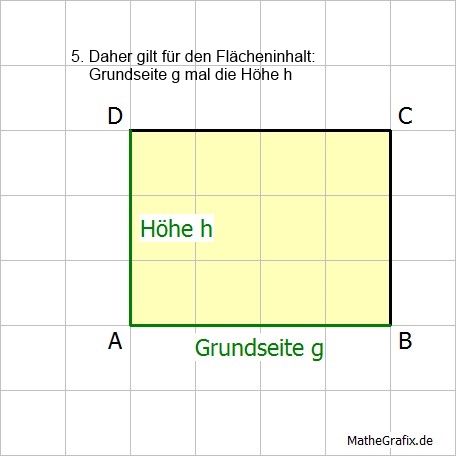 5. Daher gilt für den Flächeninhalt:
Grundseite g mal die Höhe h
D
C
Höhe h
A
B
Grundseite g
MatheGrafix.de